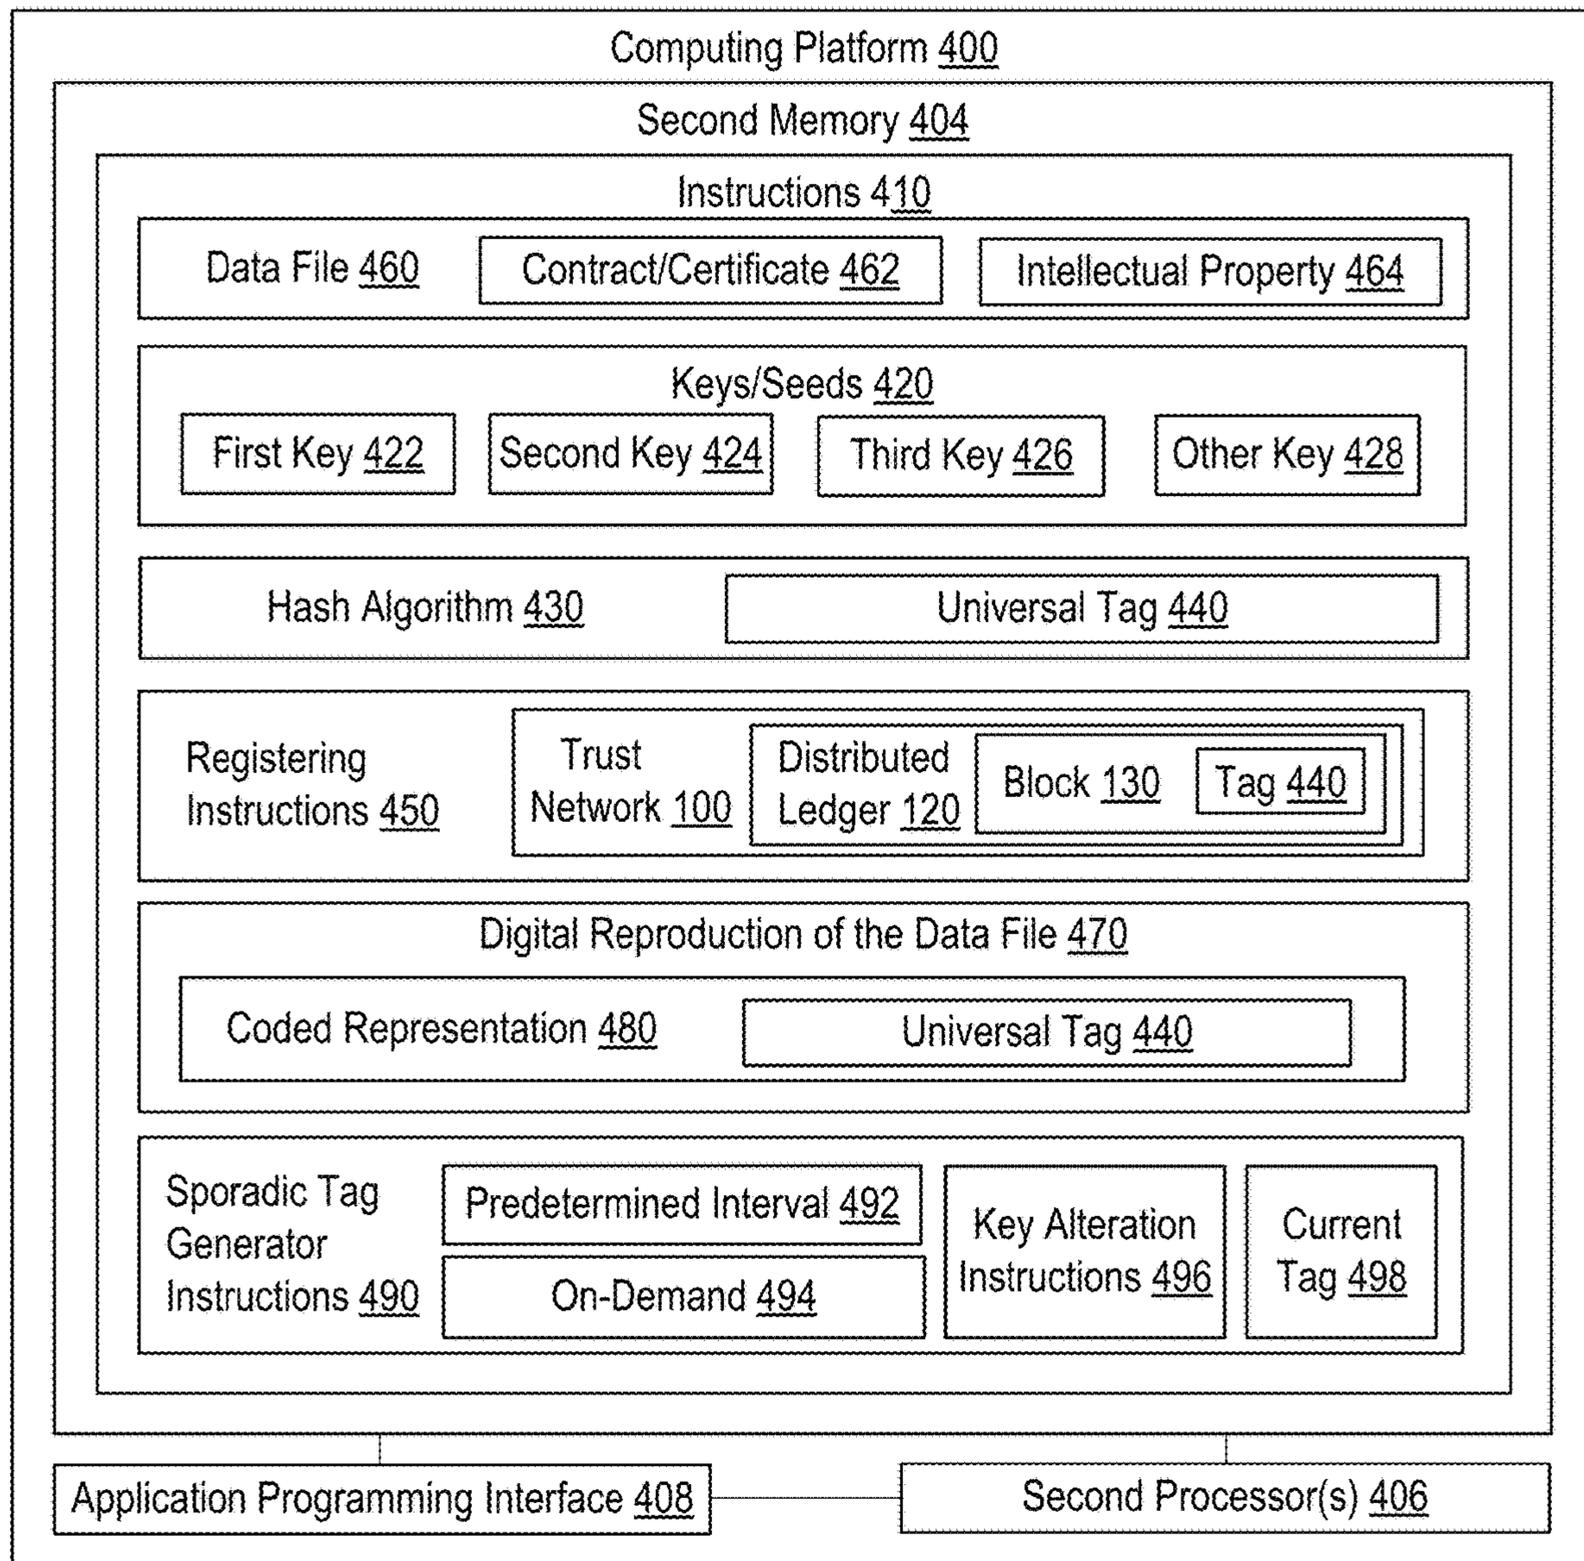 Computing Platform 400
Second Memory 404
Instructions 410
Data File 460
Contract/Certificate 462
Intellectual Property 464
Keys/Seeds 420
First Key 422
Second Key 424
Third Key 426
Other Key 428
Hash Algorithm 430
Universal Tag 440
Registering
Instructions 450
Trust
Network 100
Distributed
Ledger 120
Block 130
Tag 440
Digital Reproduction of the Data File 470
Coded Representation 480
Universal Tag 440
Sporadic Tag
Generator
Instructions 490
Predetermined Interval 492
On-Demand 494
Key Alteration
Instructions 496
Current
Tag 498
Application Programming Interface 408
Second Processor(s) 406